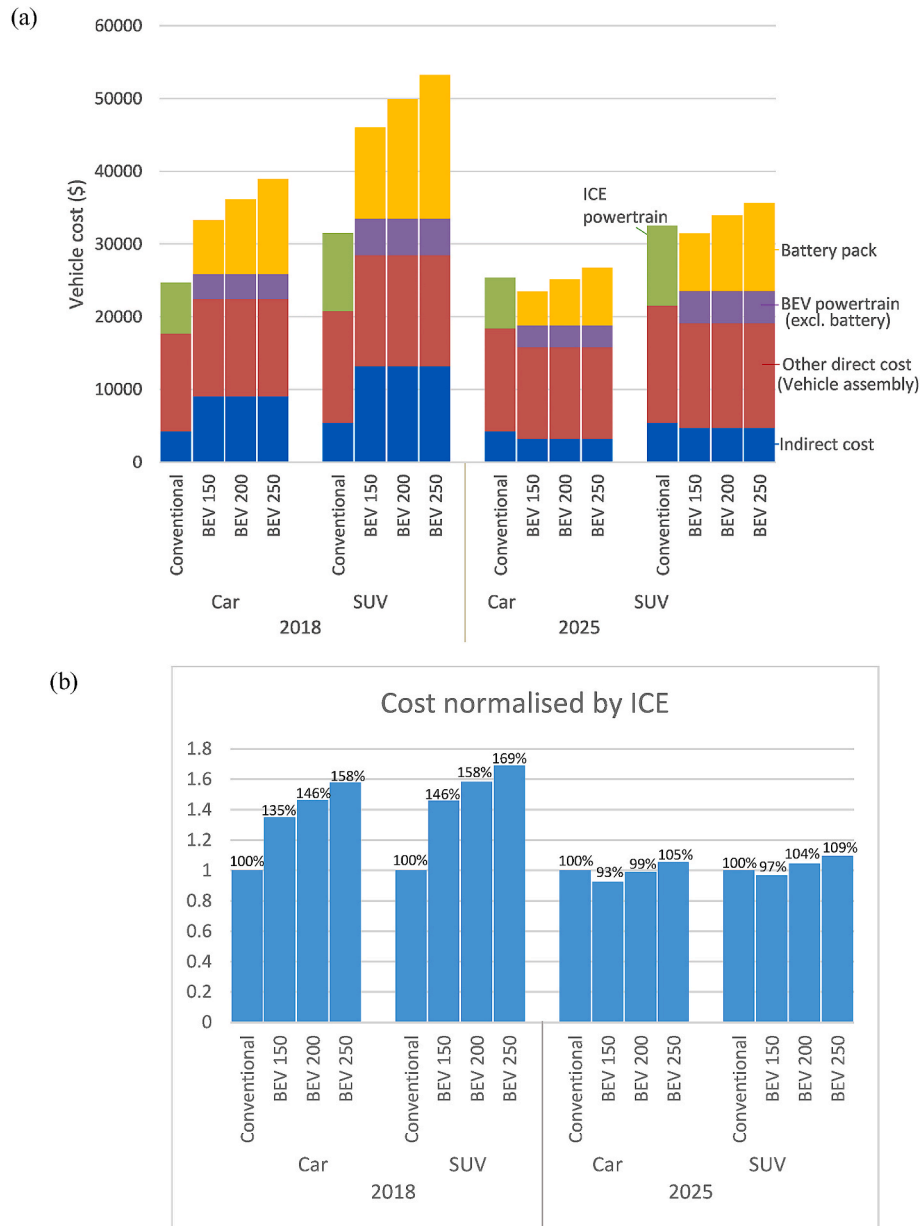 (a)
60000
50000
40000
30000
20000
10000
0
Vehicle cost ($)
ICE
powertrain
Battery pack
BEV powertrain
(excl. battery)
Other direct cost
(Vehicle assembly)
Indirect cost
Conventional
BEV 150
BEV 200
BEV 250
Conventional
BEV 150
BEV 200
BEV 250
Conventional
BEV 150
BEV 200
BEV 250
Conventional
BEV 150
BEV 200
BEV 250
Car SUV Car SUV
2018 2025
(b)
Cost normalised by ICE
1.8
1.6
1.4
1.2
1
0.8
0.6
0.4
0.2
0
100% 135% 146% 158% 100% 146% 158% 169% 100% 93% 99% 105% 100% 97% 104% 109%
Conventional
BEV 150
BEV 200
BEV 250
Conventional
BEV 150
BEV 200
BEV 250
Conventional
BEV 150
BEV 200
BEV 250
Conventional
BEV 150
BEV 200
BEV 250
Car SUV Car SUV
2018 2025